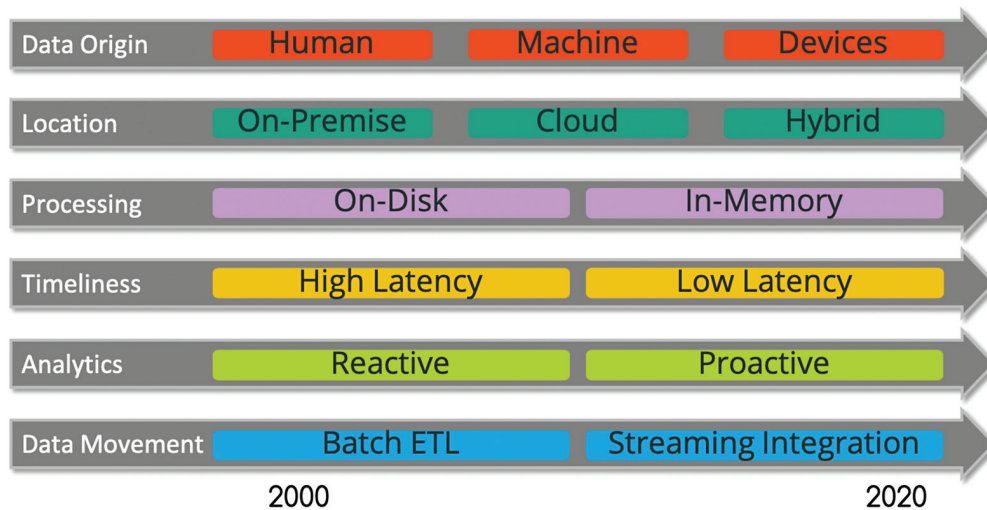 Data Origin Human Machine Devices
Location On-Premise Cloud Hybrid
Processing On-Disk In-Memory
Timeliness High Latency Low Latency
Analytics Reactive Proactive
Data Movement Batch ETL Streaming Integration
2000 2020